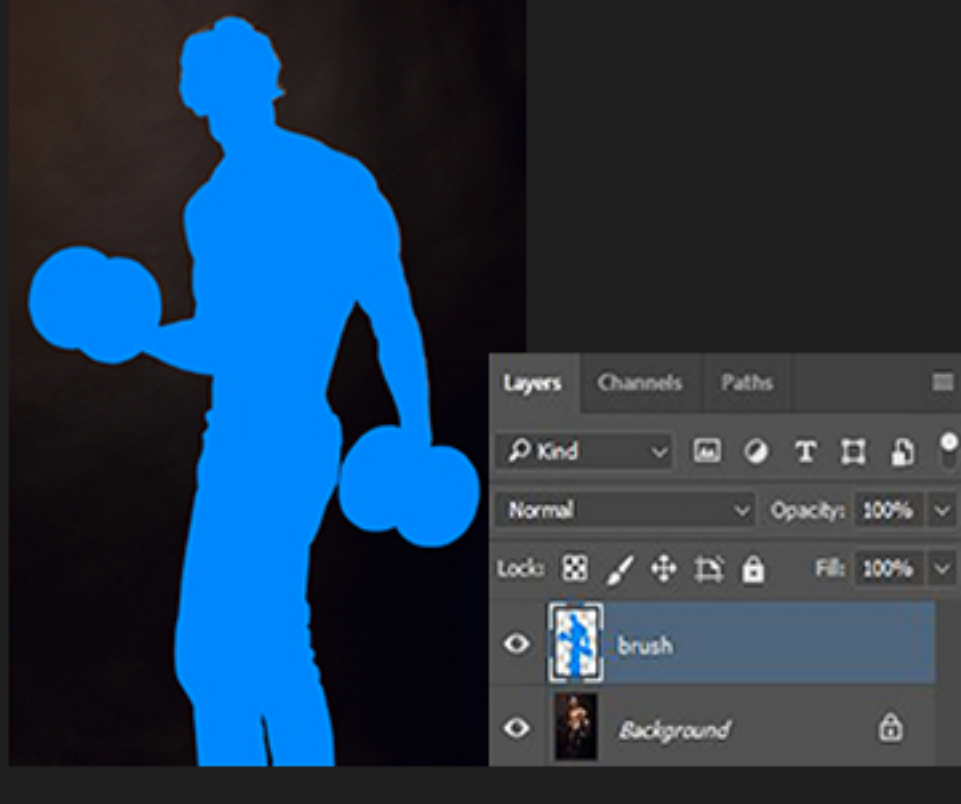 Layers Channels Paths
Kind
Normal Opacity: 100%
Lock: Fill: 100%
brush
Background